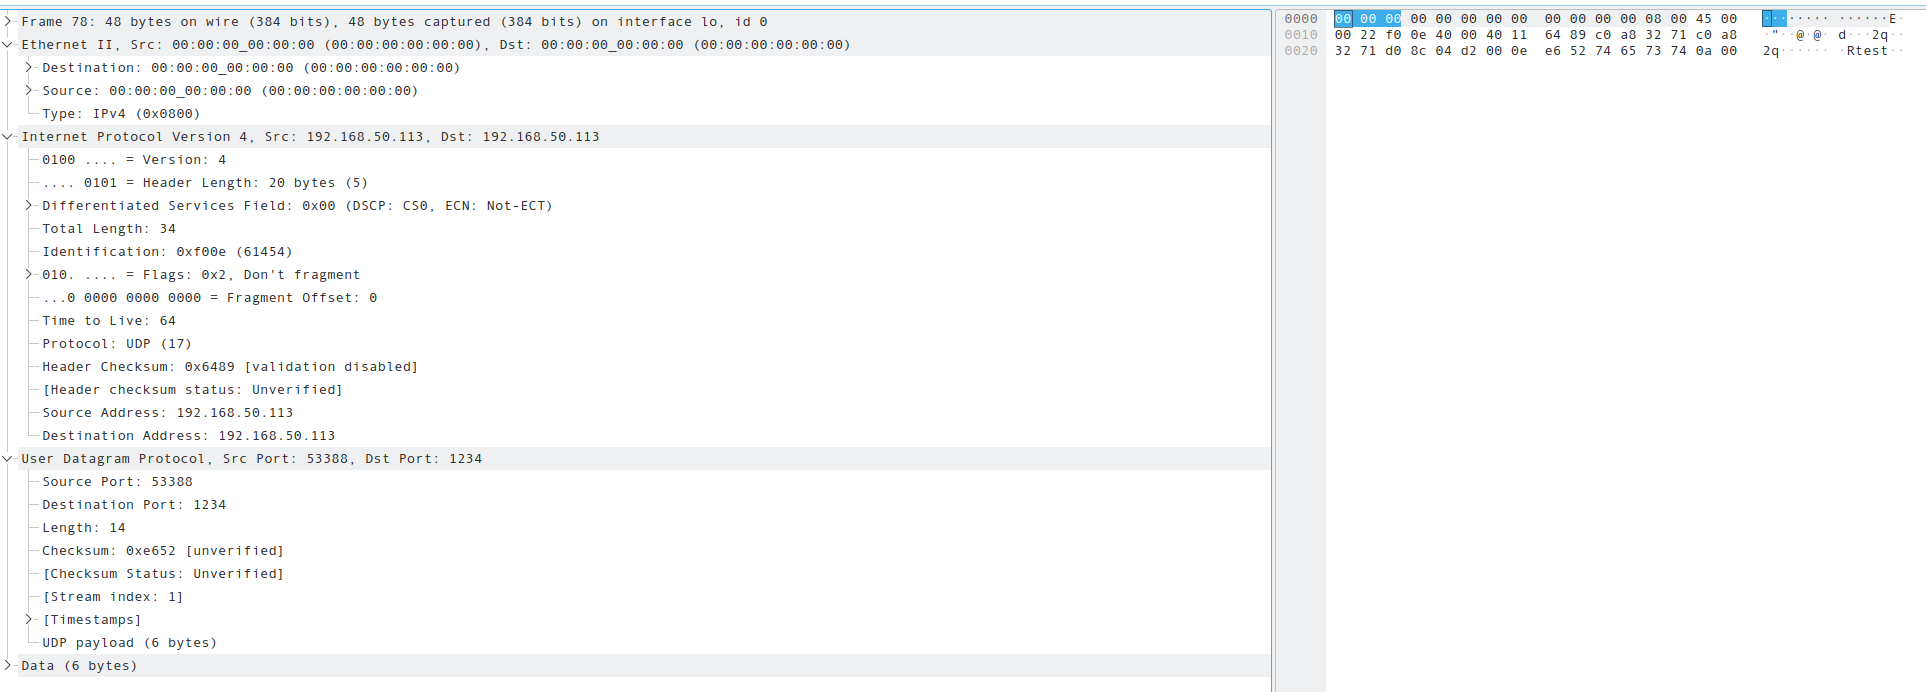 Frame 78: 48 bytes on wire (384 bits), 48 bytes captured (384 bits) on interface lo, id 0
Ethernet II, Src: 00:00:00_00:00:00 (00:00:00:00:00:00), Dst: 00:00:00_00:00:00 (00:00:00:00:00:00)
Destination: 00:00:00_00:00:00 (00:00:00:00:00:00)
Source: 00:00:00_00:00:00 (00:00:00:00:00:00)
Type: IPv4 (0x0800)
Internet Protocol Version 4, Src: 192.168.50.113, Dst: 192.168.50.113
0100 .... = Version: 4
.... 0101 = Header Length: 20 bytes (5)
Differentiated Services Field: 0x00 (DSCP: CS0, ECN: Not-ECT)
Total Length: 34
Identification: 0xf00e (61454)
010. .... = Flags: 0x2, Don't fragment
...0 0000 0000 0000 = Fragment Offset: 0
Time to Live: 64
Protocol: UDP (17)
Header Checksum: 0x6489 [validation disabled]
[Header checksum status: Unverified]
Source Address: 192.168.50.113
Destination Address: 192.168.50.113
User Datagram Protocol, Src Port: 53388, Dst Port: 1234
Source Port: 53388
Destination Port: 1234
Length: 14
Checksum: 0xe652 [unverified]
[Checksum Status: Unverified]
[Stream index: 1]
[Timestamps]
UDP payload (6 bytes)
Data (6 bytes)
0000 00 00 00 00 00 00 00 00 00 00 00 00 08 00 45 00 ··············E·
0010 00 22 f0 0e 40 00 40 11 64 89 c0 a8 32 71 c0 a8 ·"··@·@·d···2q··
0020 32 71 d0 8c 04 d2 00 0e e6 52 74 65 73 74 0a 00 2q·······Rtest··